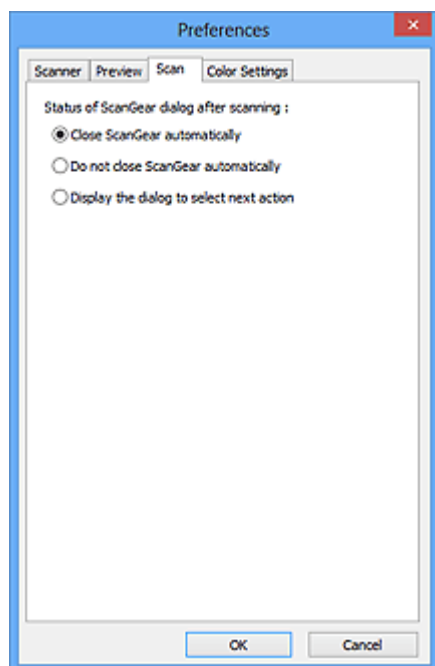 Preferences
Scanner Preview Scan Color Settings
Status of ScanGear dialog after scanning :
Close ScanGear automatically
Do not close ScanGear automatically
Display the dialog to select next action
OK Cancel